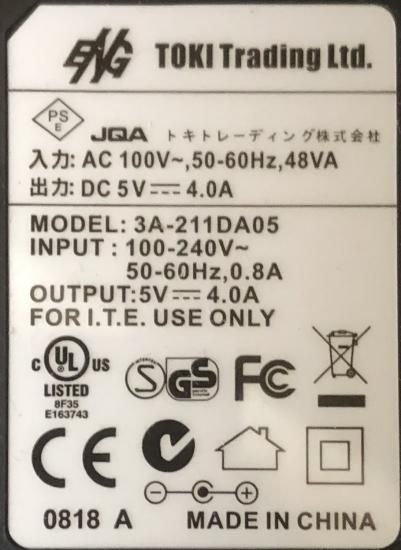 ENG TOKI Trading Ltd.
PS
E
JQA トキトレーディング株式会社
入力: AC 100V~,50-60Hz,48VA
出力: DC 5V⎓4.0A
MODEL: 3A-211DA05
INPUT : 100-240V~
50-60Hz,0.8A
OUTPUT:5V⎓4.0A
FOR I.T.E. USE ONLY
C UL US
LISTED
8F35
E163743
S GS FC
CE
0818 A MADE IN CHINA